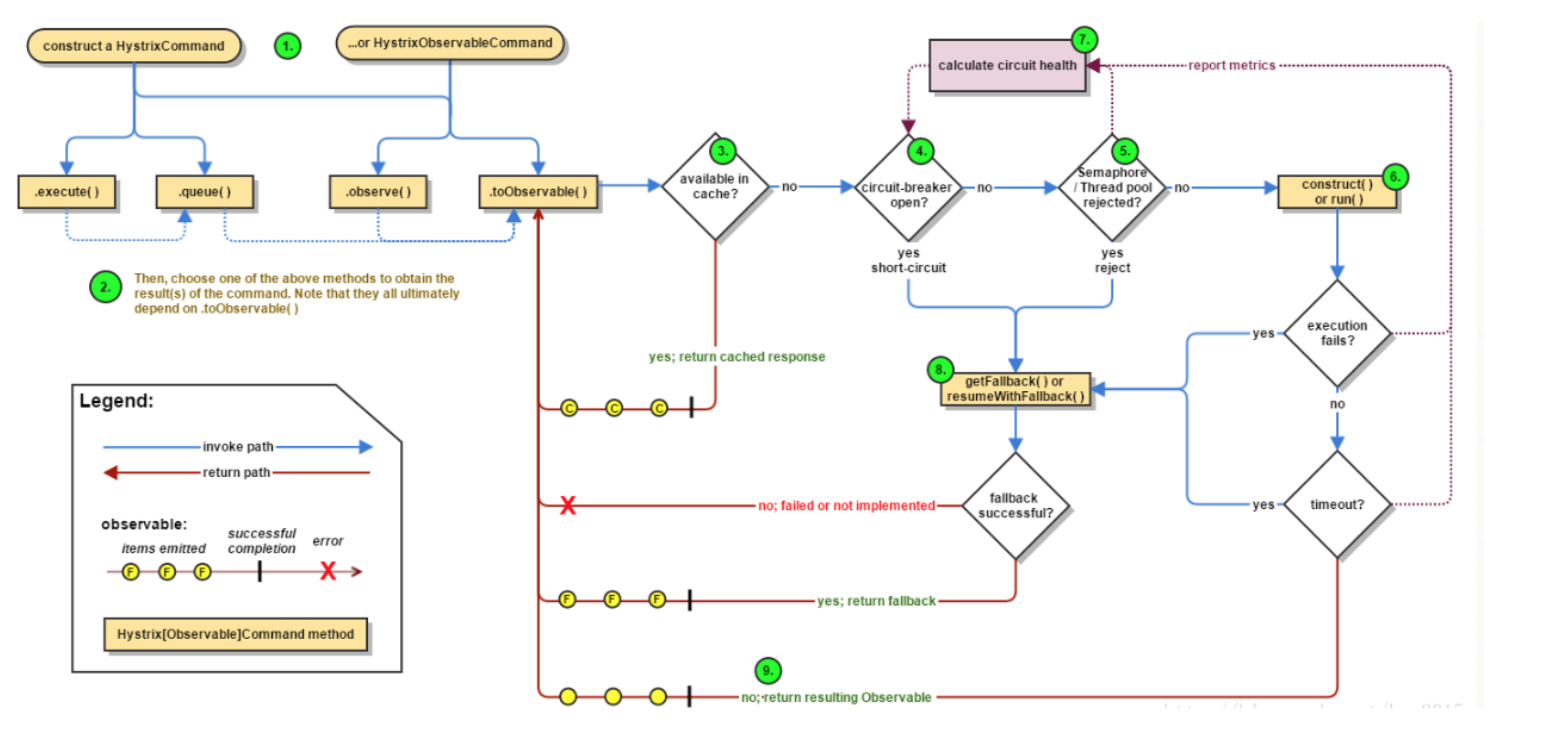 construct a HystrixCommand
1.
...or HystrixObservableCommand
7.
calculate circuit health
report metrics
3.
4.
5.
6.
.execute( )
.queue( )
.observe( )
.toObservable( )
available in
cache?
no
circuit-breaker
open?
no
Semaphore
/ Thread pool
rejected?
no
construct( )
or run( )
yes
short-circuit
yes
reject
2.
Then, choose one of the above methods to obtain the
result(s) of the command. Note that they all ultimately
depend on .toObservable( )
yes; return cached response
C C C
yes
execution
fails?
8.
getFallback( ) or
resumeWithFallback( )
no
Legend:
invoke path
return path
observable:
items emitted
successful
completion
error
F F F
X
Hystrix[Observable]Command method
X
no; failed or not implemented
fallback
successful?
yes
timeout?
F F F
yes; return fallback
9.
no; return resulting Observable